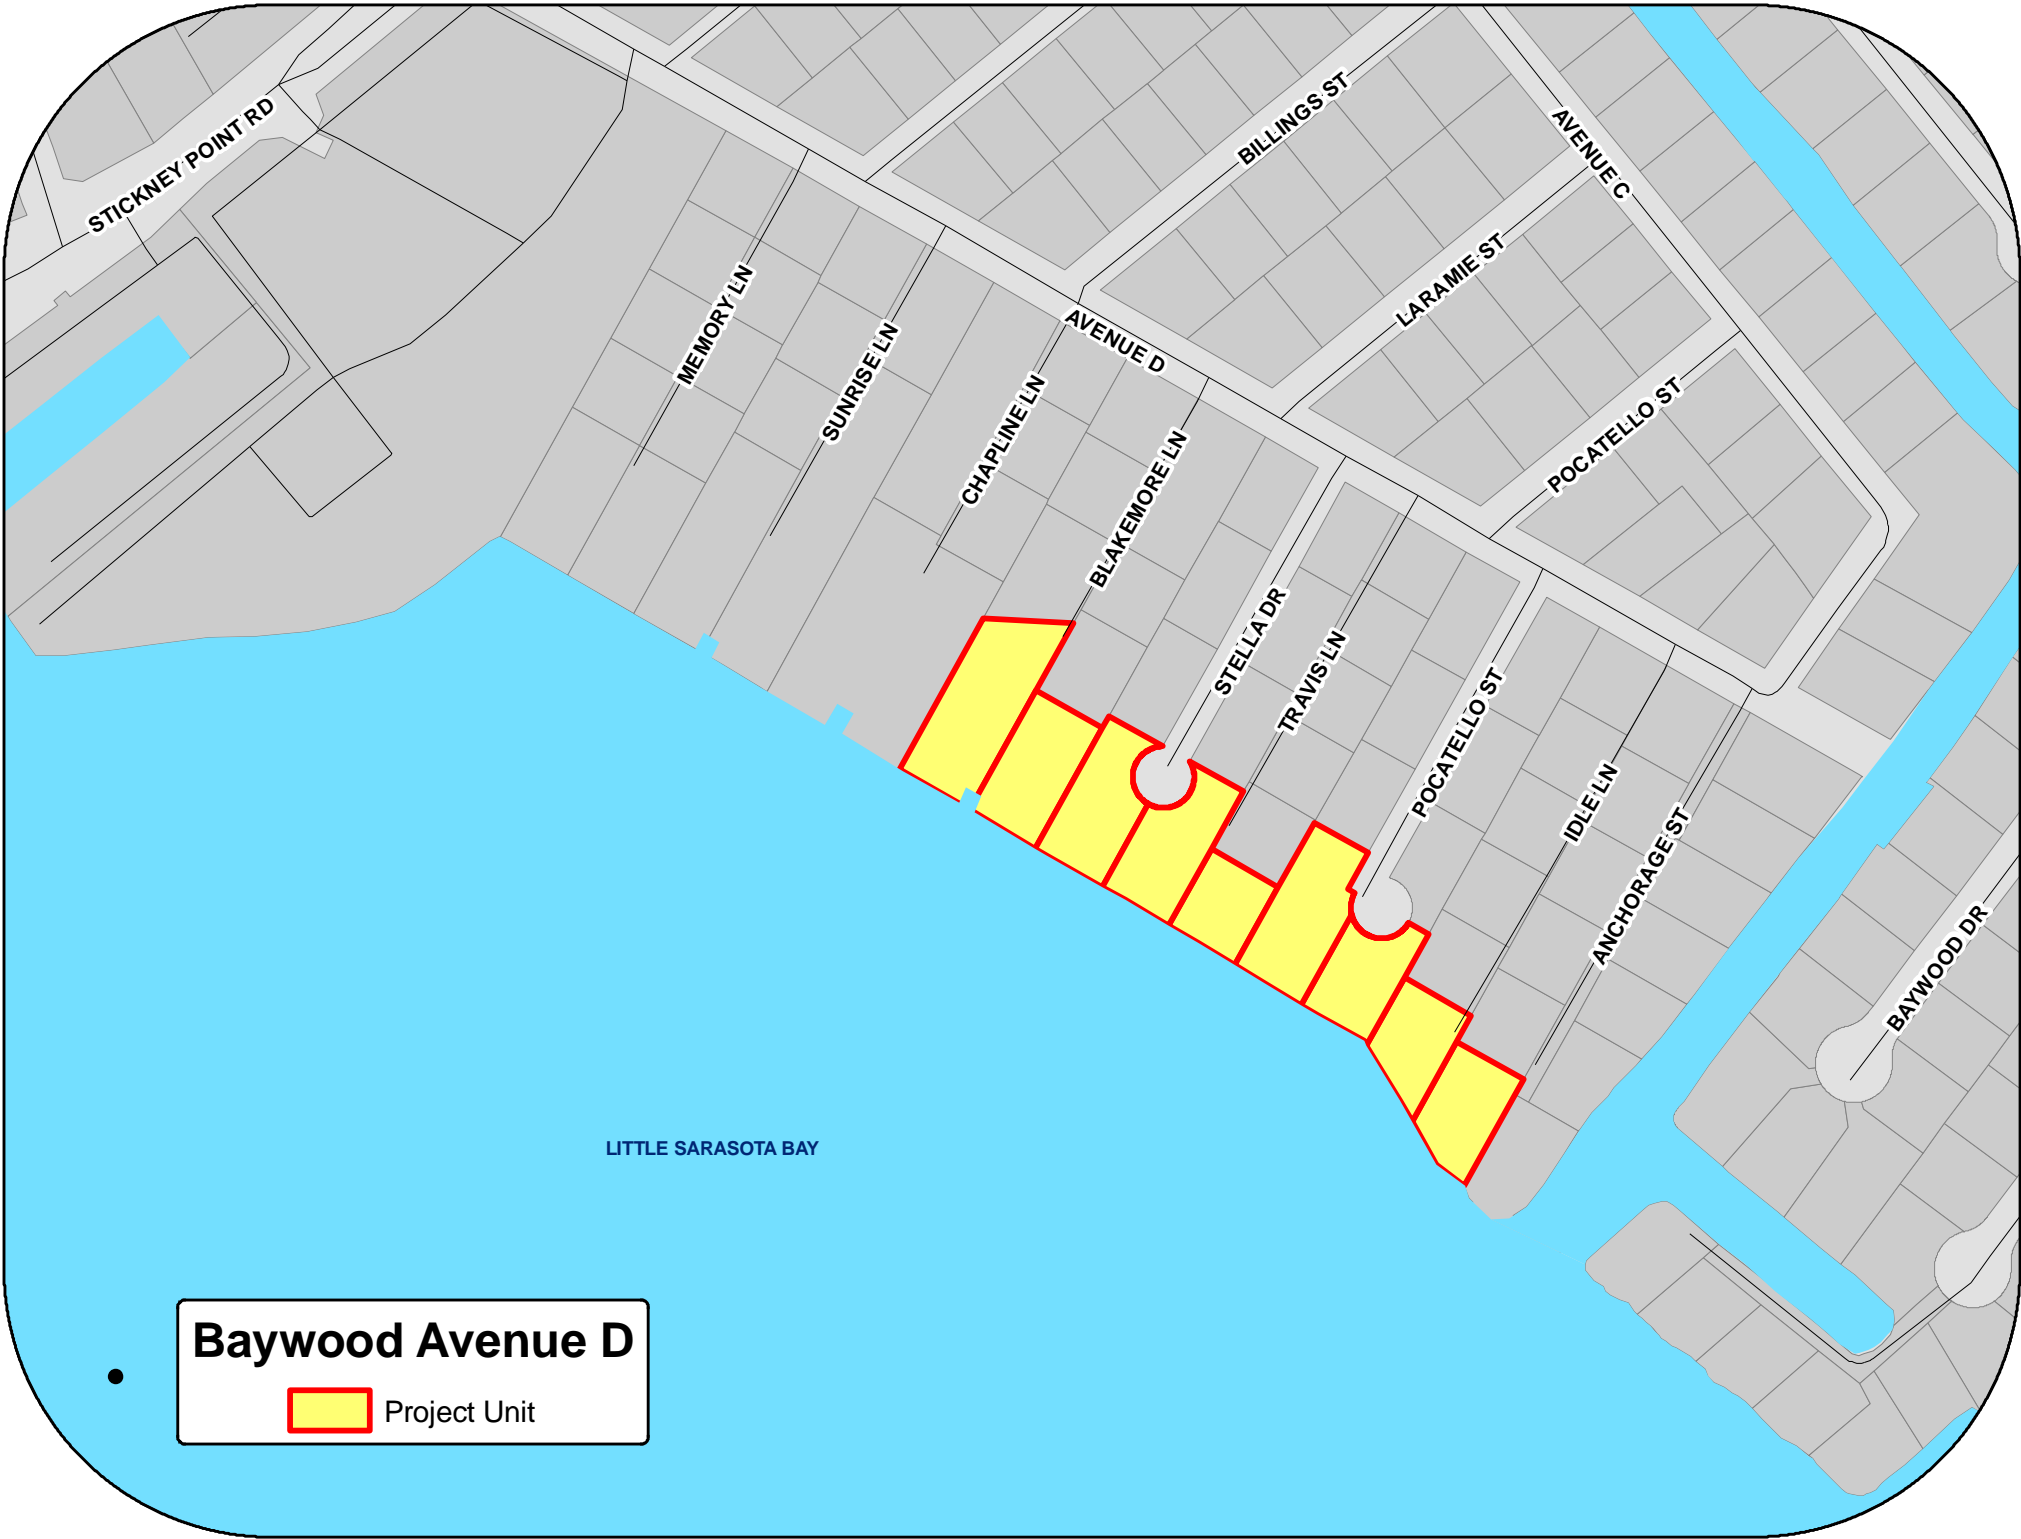 BILLINGS ST
AVENUE C
STICKNEY POINT RD
LARAMIE ST
MEMORY LN
AVENUE D
SUNRISE LN
CHAPLINE LN
POCATELLO ST
BLAKEMORE LN
STELLA DR
TRAVIS LN
POCATELLO ST
IDLE LN
ANCHORAGE ST
BAYWOOD DR
LITTLE SARASOTA BAY
Baywood Avenue D
Project Unit